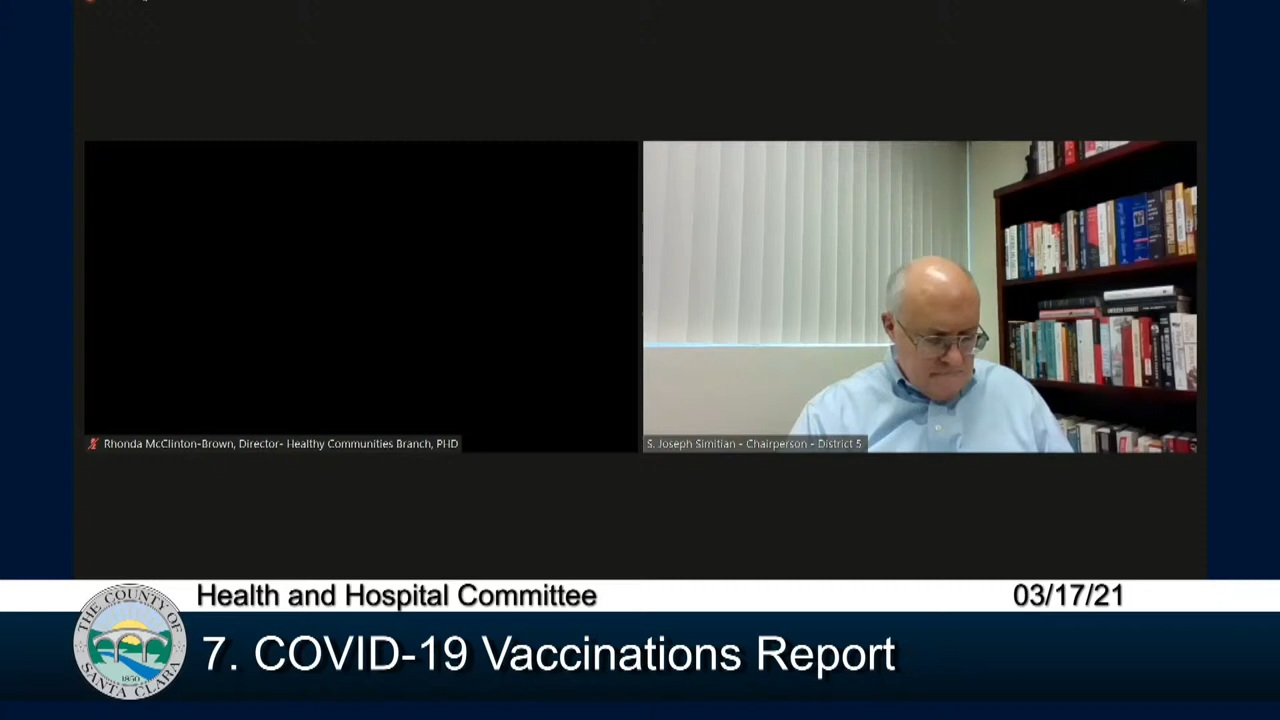 Rhonda McClinton-Brown, Director- Healthy Communities Branch, PHD
S. Joseph Simitian - Chairperson - District 5
Health and Hospital Committee
03/17/21
THE COUNTY OF
SANTA CLARA
1850
7. COVID-19 Vaccinations Report